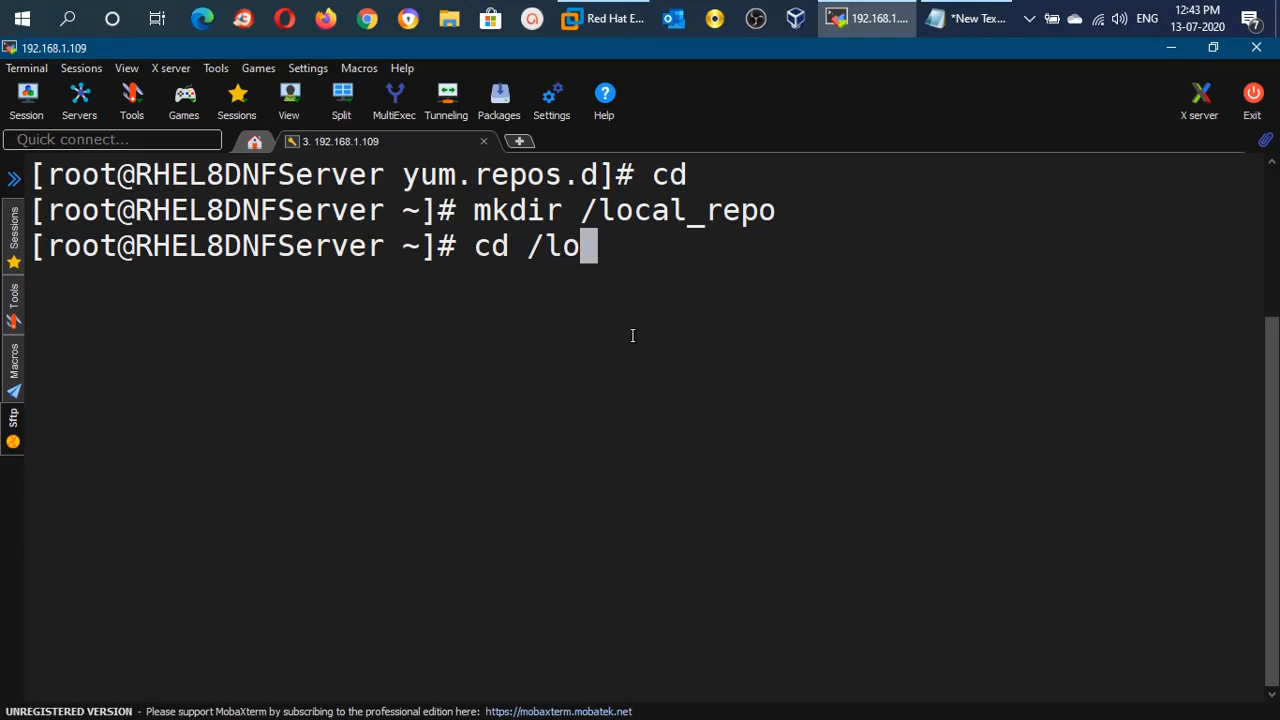 Red Hat E...
192.168.1....
*New Tex...
ENG
12:43 PM
13-07-2020
7
192.168.1.109
Terminal Sessions View X server Tools Games Settings Macros Help
Session Servers Tools Games Sessions View Split MultiExec Tunneling Packages Settings Help X server Exit
Quick connect...
3. 192.168.1.109
Sessions
Tools
Macros
Sftp
[root@RHEL8DNFServer yum.repos.d]# cd
[root@RHEL8DNFServer ~]# mkdir /local_repo
[root@RHEL8DNFServer ~]# cd /lo
UNREGISTERED VERSION - Please support MobaXterm by subscribing to the professional edition here: https://mobaxterm.mobatek.net